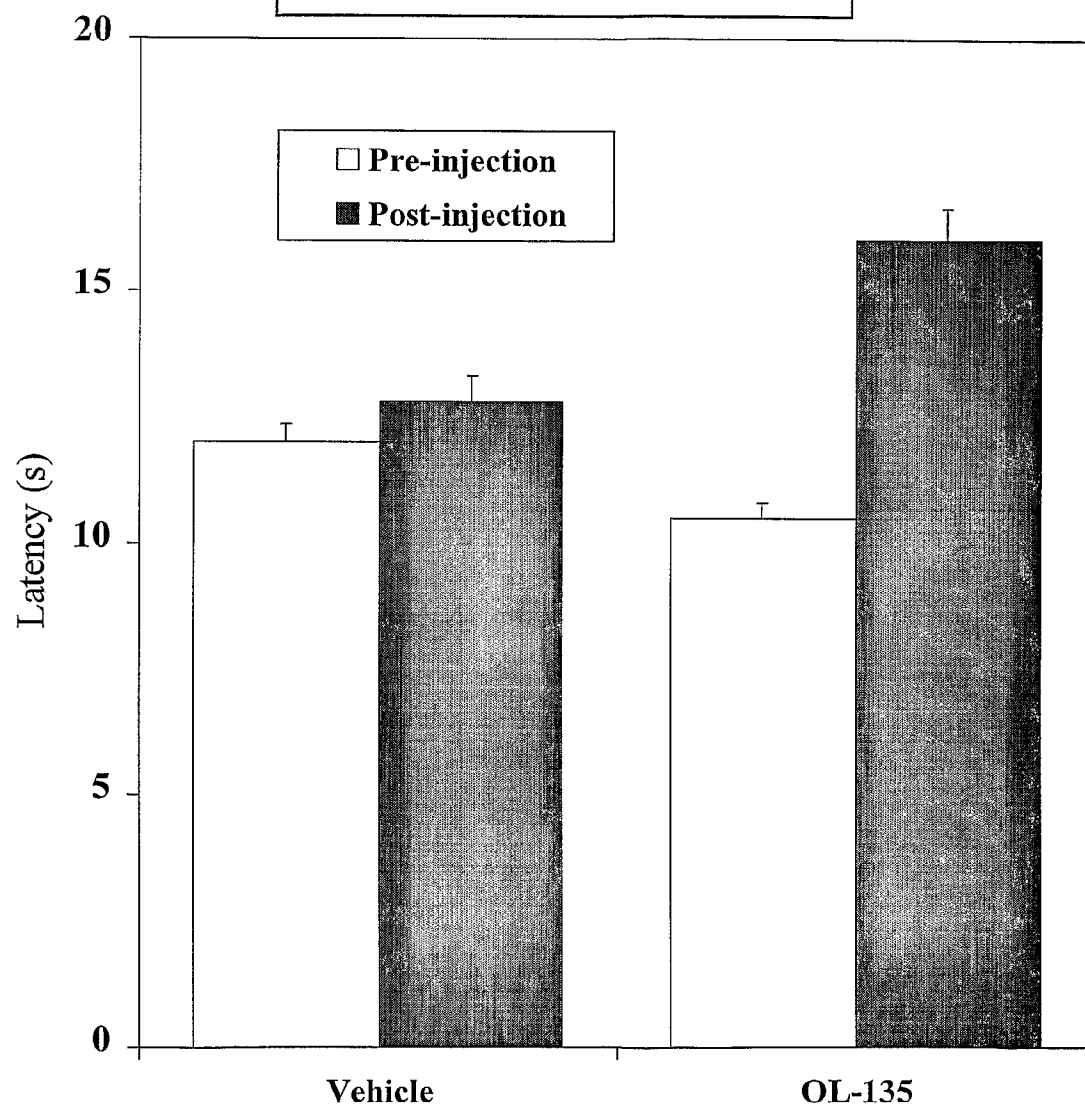 20
Pre-injection
Post-injection
15
10
5
0
Latency (s)
Vehicle OL-135